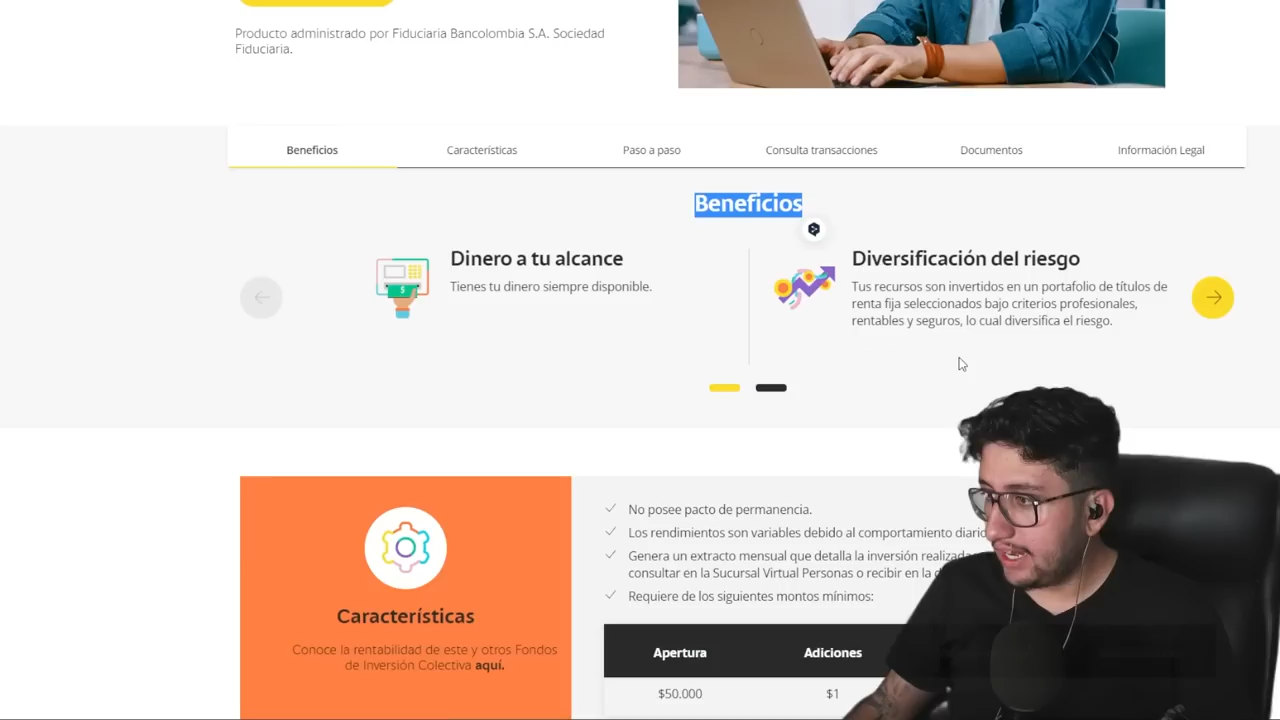 Producto administrado por Fiduciaria Bancolombia S.A. Sociedad
Fiduciaria.
Beneficios
Características
Paso a paso
Consulta transacciones
Documentos
Información Legal
Beneficios
Dinero a tu alcance
Tienes tu dinero siempre disponible.
Diversificación del riesgo
Tus recursos son invertidos en un portafolio de títulos de
renta fija seleccionados bajo criterios profesionales,
rentables y seguros, lo cual diversifica el riesgo.
Características
Conoce la rentabilidad de este y otros Fondos
de Inversión Colectiva aquí.
No posee pacto de permanencia.
Los rendimientos son variables debido al comportamiento
Genera un extracto mensual que detalla la inversión
consultar en la Sucursal Virtual Personas o recibir en la
Requiere de los siguientes montos mínimos:
Apertura
Adiciones
$50.000
$1